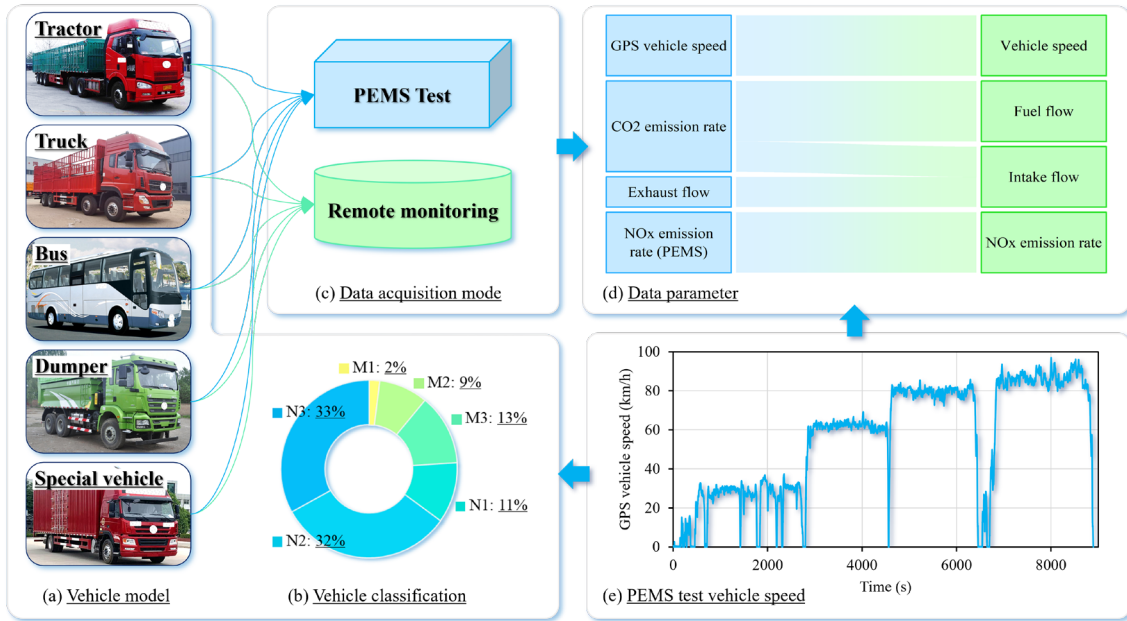 Tractor
Truck
Bus
Dumper
Special vehicle
(a) Vehicle model
PEMS Test
Remote monitoring
(c) Data acquisition mode
GPS vehicle speed
CO2 emission rate
Exhaust flow
NOx emission
rate (PEMS)
Vehicle speed
Fuel flow
Intake flow
NOx emission rate
(d) Data parameter
M1: 2%
M2: 9%
M3: 13%
N1: 11%
N2: 32%
N3: 33%
(b) Vehicle classification
GPS vehicle speed (km/h)
100
80
60
40
20
0
0
2000
4000
6000
8000
Time (s)
(e) PEMS test vehicle speed